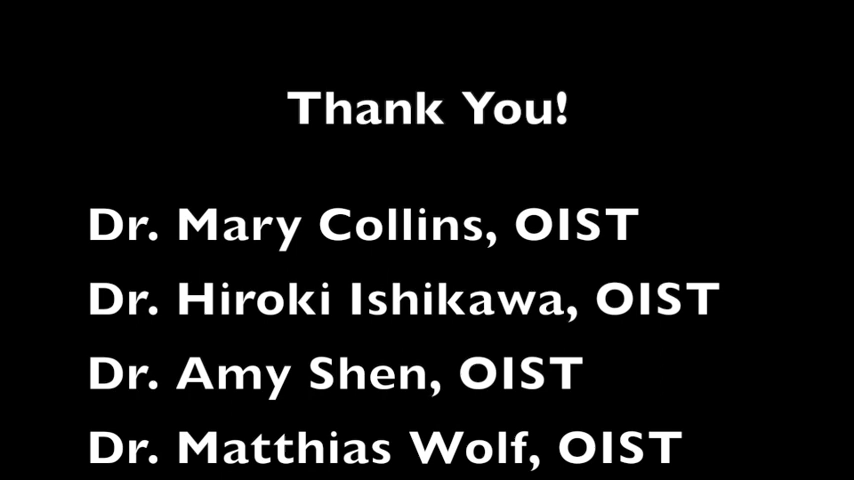 Thank You!
Dr. Mary Collins, OIST
Dr. Hiroki Ishikawa, OIST
Dr. Amy Shen, OIST
Dr. Matthias Wolf, OIST